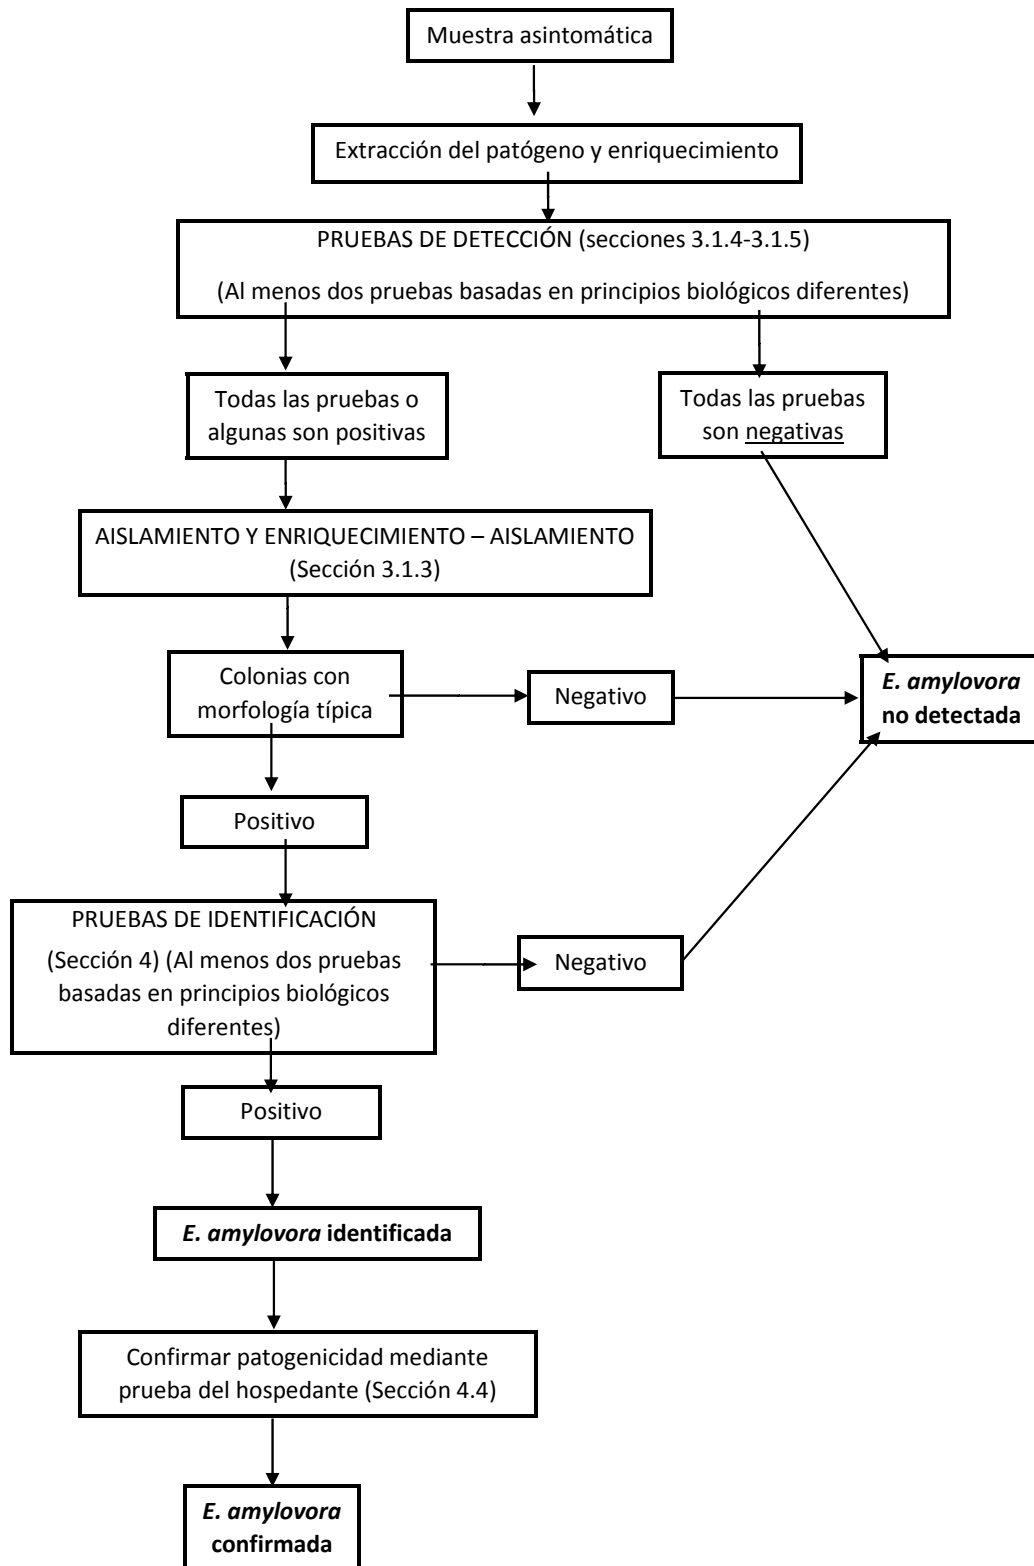 Muestra asintomática
Extracción del patógeno y enriquecimiento
PRUEBAS DE DETECCIÓN (secciones 3.1.4-3.1.5)
(Al menos dos pruebas basadas en principios biológicos diferentes)
Todas las pruebas o
algunas son positivas
Todas las pruebas
son negativas
AISLAMIENTO Y ENRIQUECIMIENTO – AISLAMIENTO
(Sección 3.1.3)
Colonias con
morfología típica
Negativo
E. amylovora
no detectada
Positivo
PRUEBAS DE IDENTIFICACIÓN
(Sección 4) (Al menos dos pruebas
basadas en principios biológicos
diferentes)
Negativo
Positivo
E. amylovora identificada
Confirmar patogenicidad mediante
prueba del hospedante (Sección 4.4)
E. amylovora
confirmada